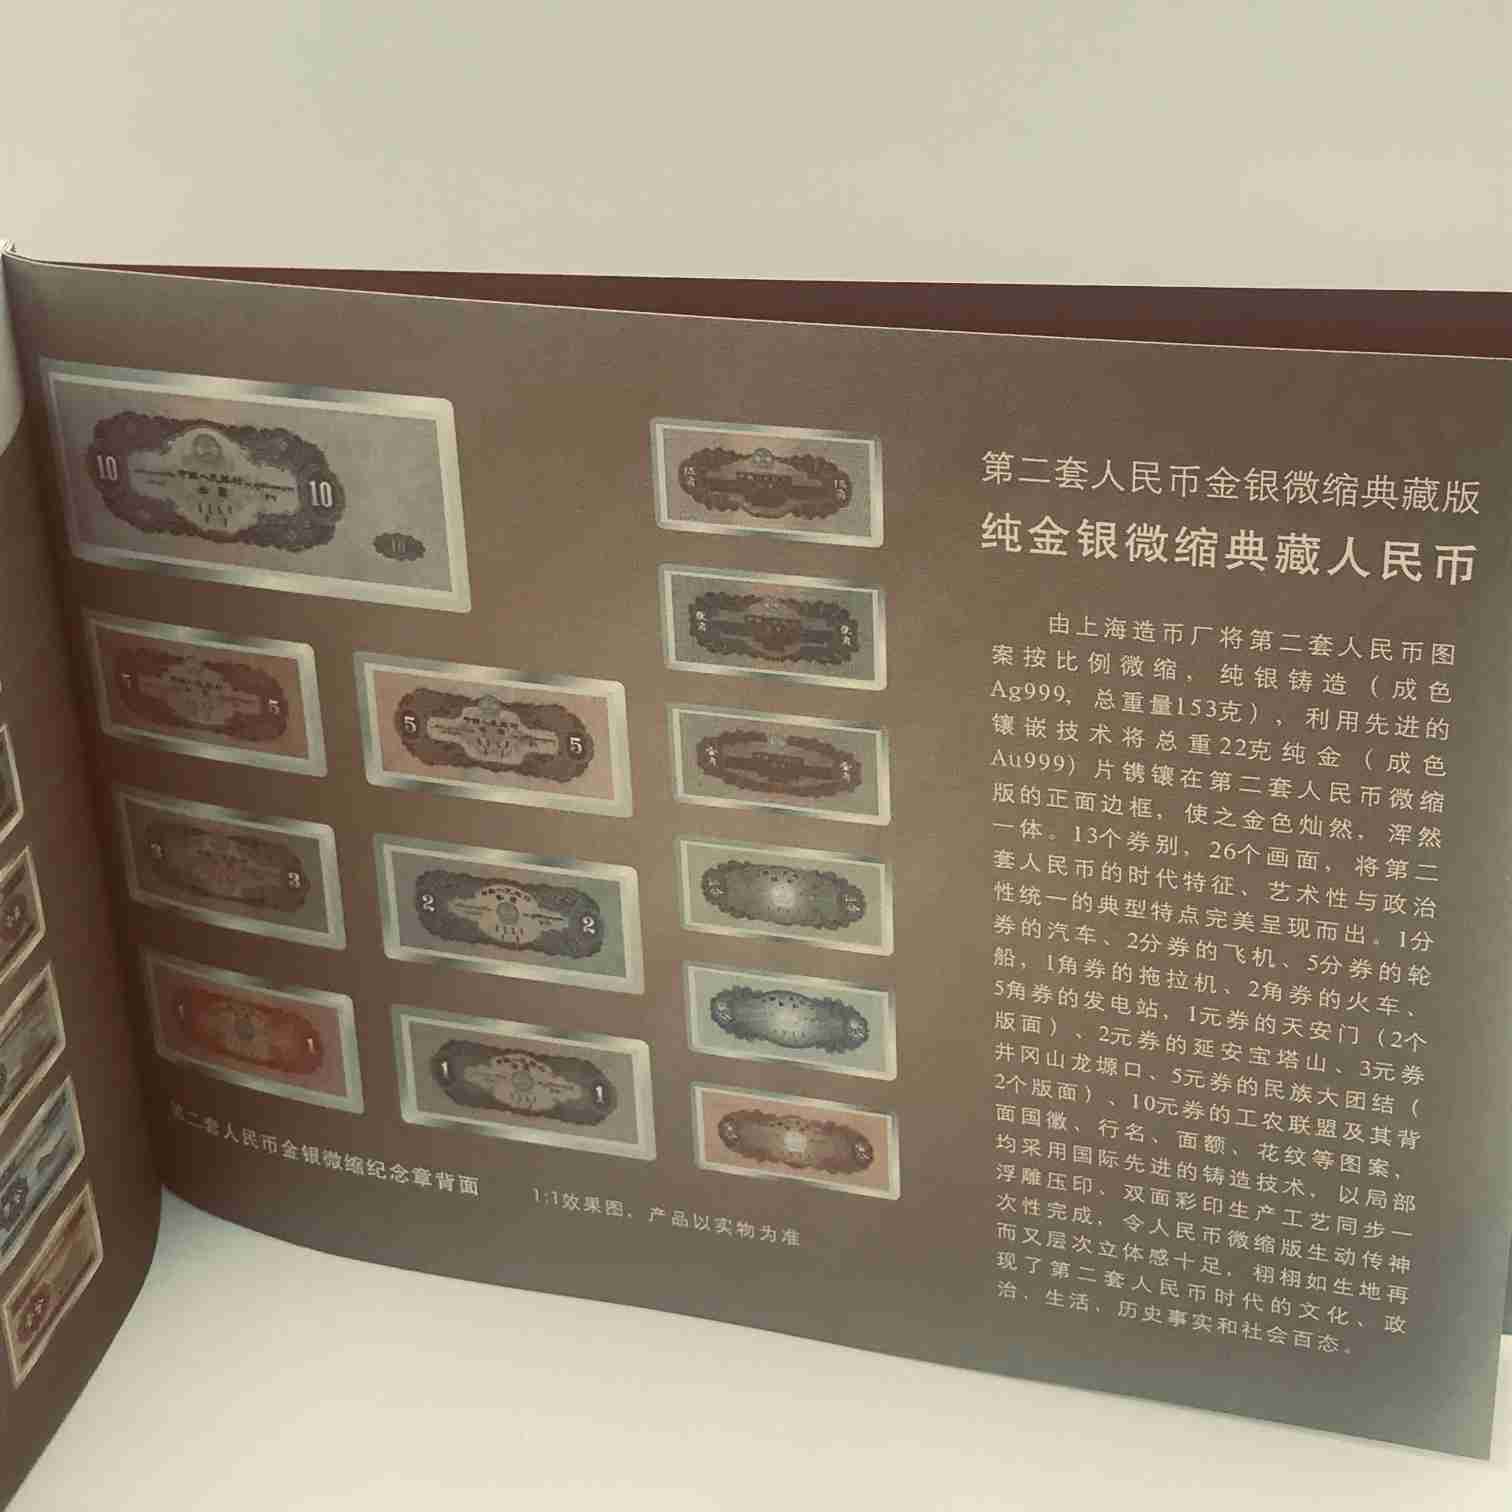 10
10
10
5
5
5
3
3
2
2
1
1
1
1
第二套人民币金银微缩纪念章背面
1:1效果图，产品以实物为准
第二套人民币金银微缩典藏版
纯金银微缩典藏人民币
由上海造币厂将第二套人民币图
案按比例微缩，纯银铸造（成色
Ag999，总重量153克），利用先进的
镶嵌技术将总重22克纯金（成色
Au999）片镌镶在第二套人民币微缩
版的正面边框，使之金色灿然，浑然
一体。13个券别，26个画面，将第二
套人民币的时代特征、艺术性与政治
性统一的典型特点完美呈现而出。1分
券的汽车、2分券的飞机、5分券的轮
船，1角券的拖拉机、2角券的火车、
5角券的发电站，1元券的天安门（2个
版面）、2元券的延安宝塔山、3元券
井冈山龙塬口、5元券的民族大团结（
2个版面）、10元券的工农联盟及其背
面国徽、行名、面额、花纹等图案，
均采用国际先进的铸造技术，以局部
浮雕压印、双面彩印生产工艺同步一
次性完成，令人民币微缩版生动传神
而又层次立体感十足，栩栩如生地再
现了第二套人民币时代的文化、政
治、生活、历史事实和社会百态。